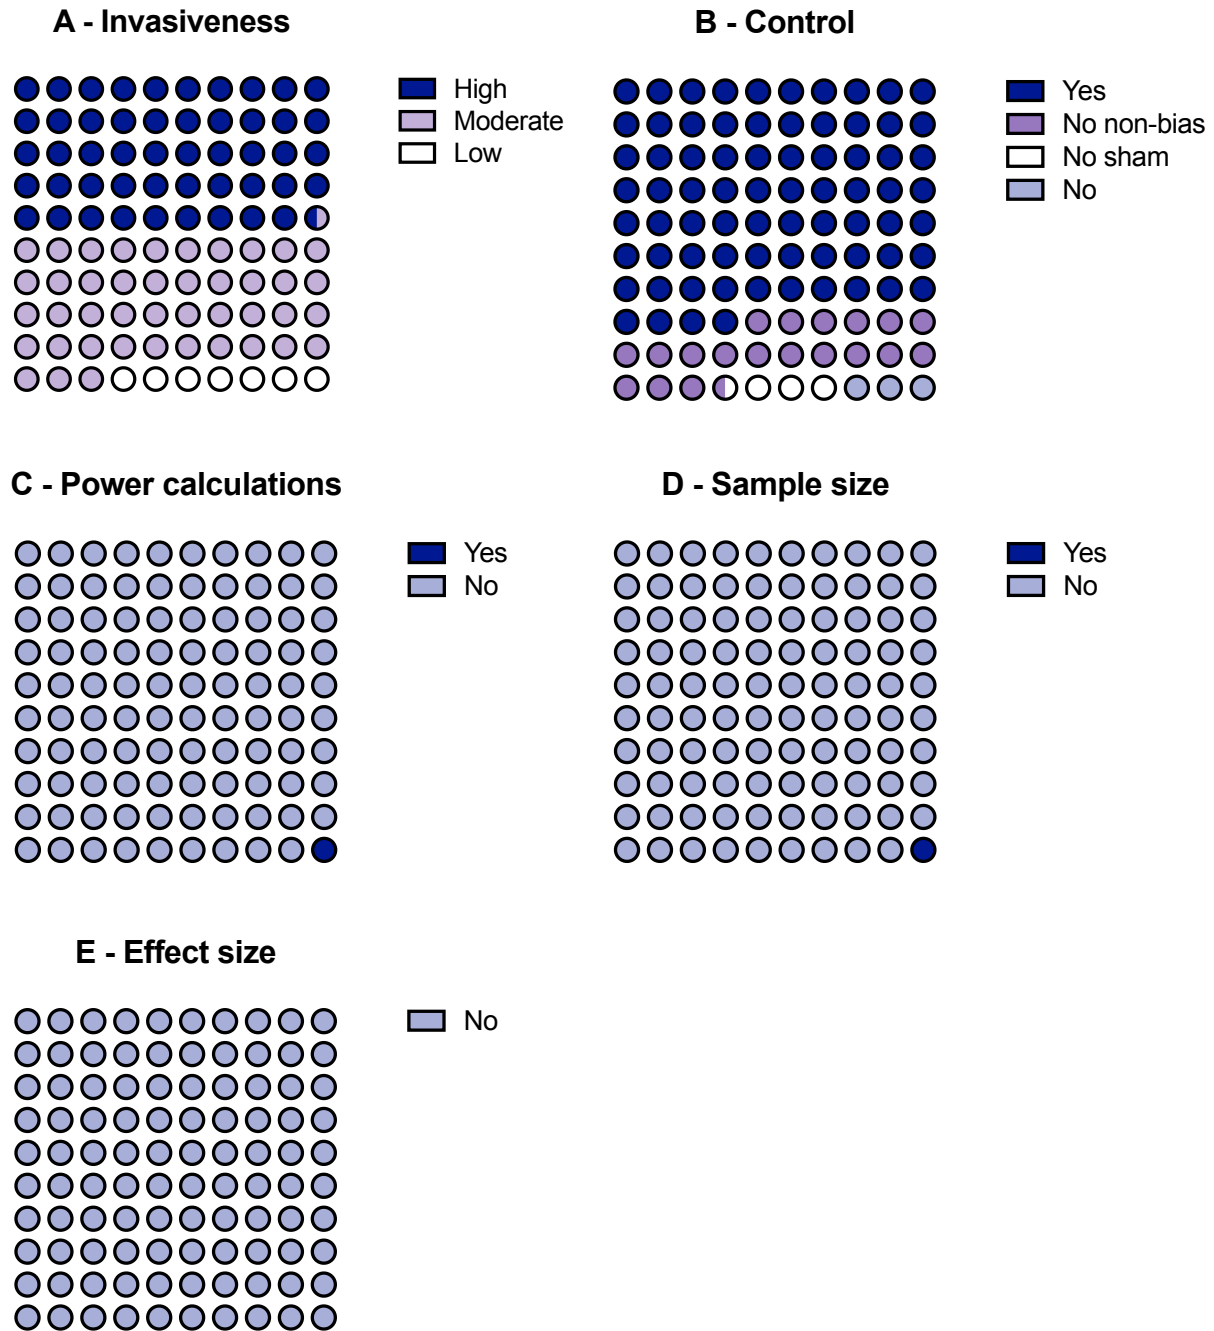 A - Invasiveness
High
Moderate
Low
B - Control
Yes
No non-bias
No sham
No
C - Power calculations
Yes
No
D - Sample size
Yes
No
E - Effect size
No